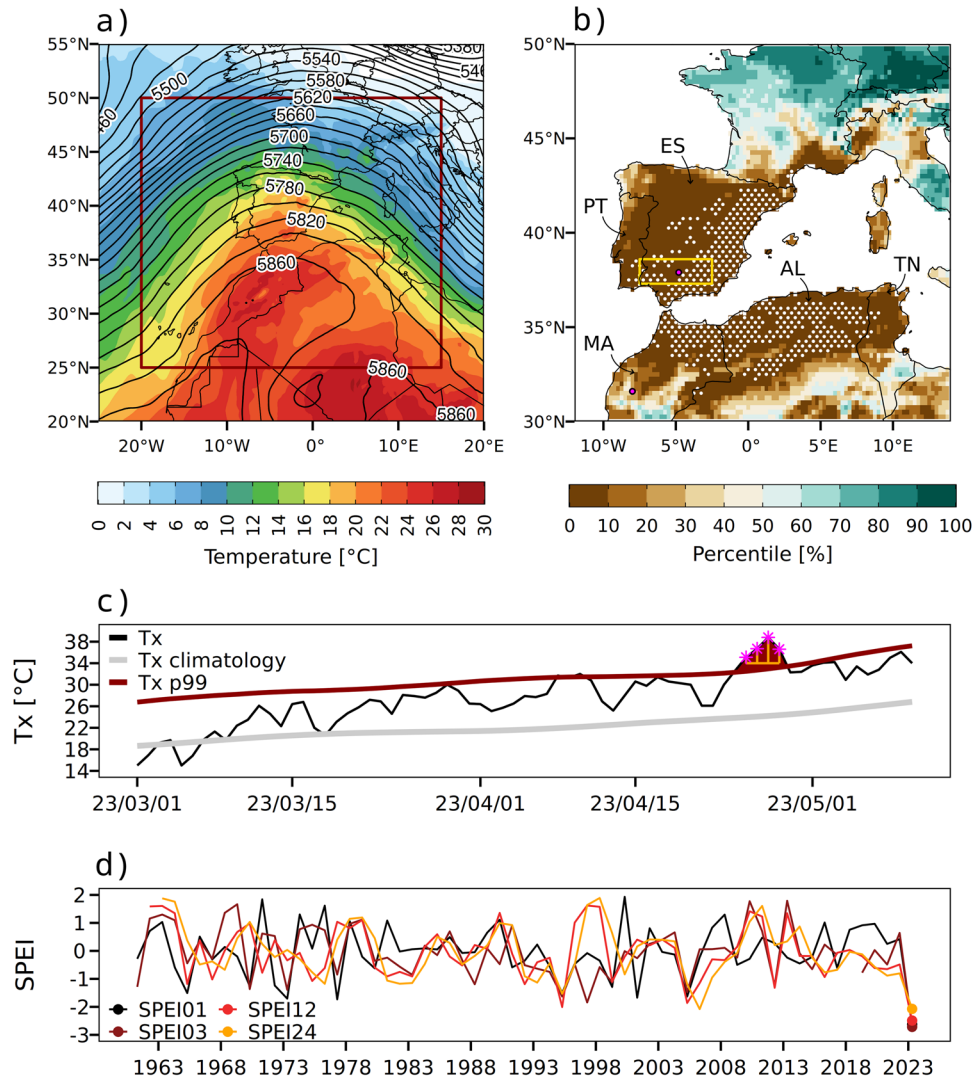 a)
55°N
50°N
45°N
40°N
35°N
30°N
25°N
20°N
5500
5540
5580
5620
5660
5700
5740
5780
5820
5860
5860
5860
5380
20°W 10°W 0° 10°E 20°E
0 2 4 6 8 10 12 14 16 18 20 22 24 26 28 30
Temperature [°C]
b)
50°N
45°N
40°N
35°N
30°N
ES
PT
AL
TN
MA
10°W 5°W 0° 5°E 10°E
0 10 20 30 40 50 60 70 80 90 100
Percentile [%]
c)
Tx [°C]
38
34
30
26
22
18
14
Tx
Tx climatology
Tx p99
23/03/01 23/03/15 23/04/01 23/04/15 23/05/01
d)
SPEI
2
1
0
-1
-2
-3
SPEI01 SPEI12
SPEI03 SPEI24
1963 1968 1973 1978 1983 1988 1993 1998 2003 2008 2013 2018 2023